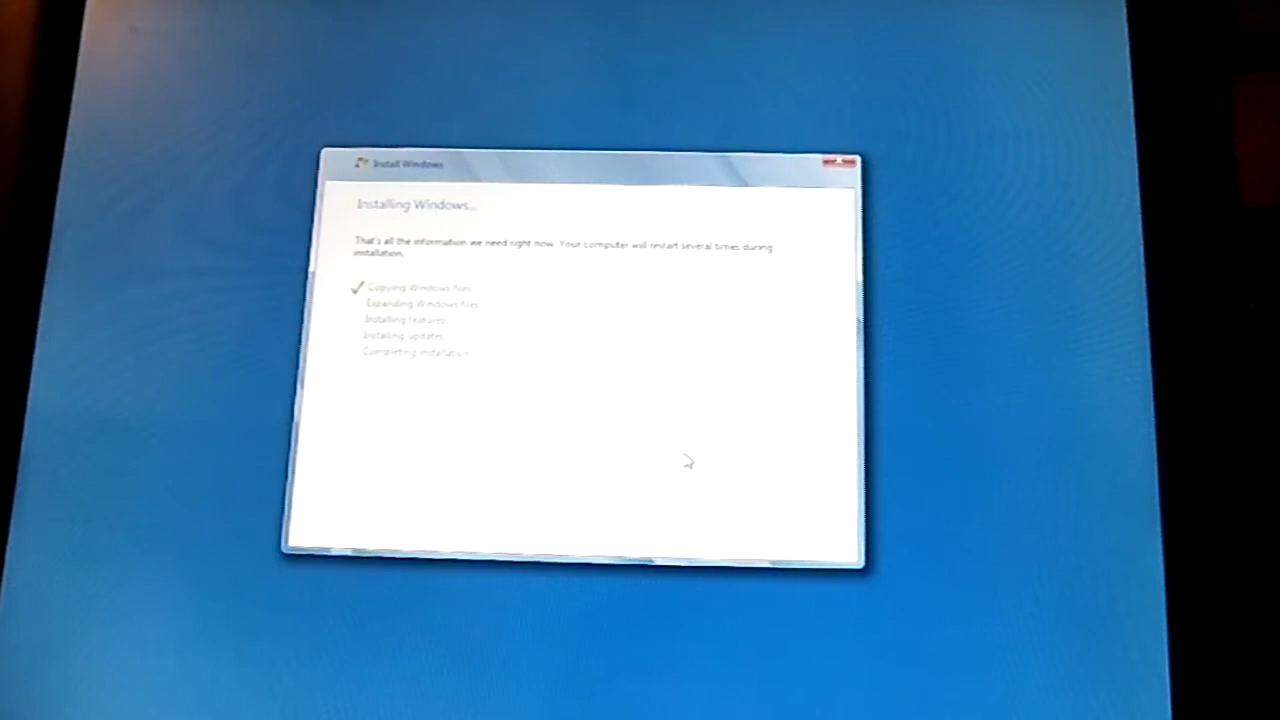 Install Windows
Installing Windows...
That's all the information we need right now. Your computer will restart several times during
installation.
Copying Windows files
Expanding Windows files
Installing features
Installing updates
Completing installation